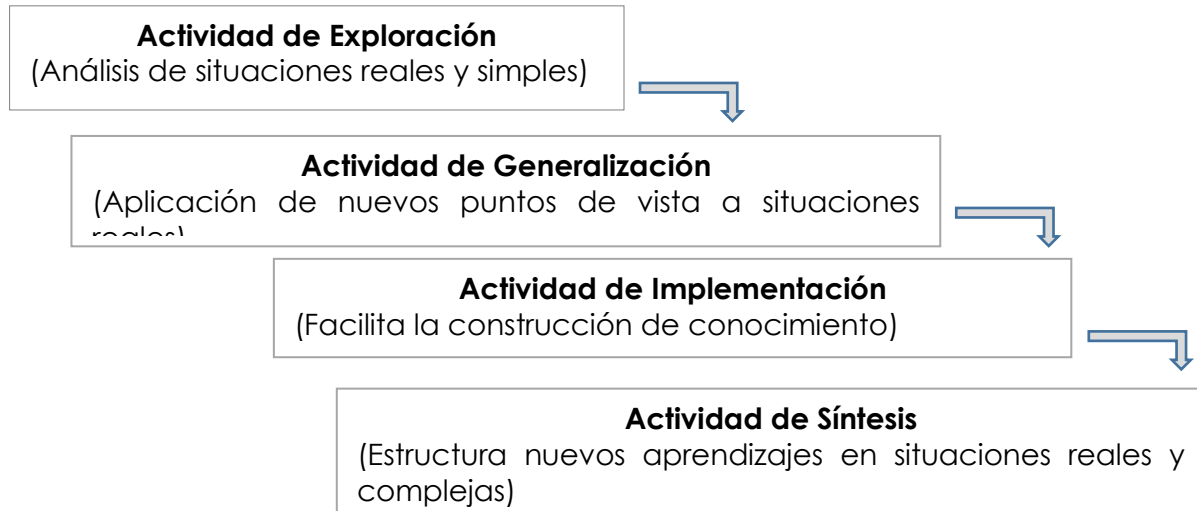 Actividad de Exploración
(Análisis de situaciones reales y simples)
Actividad de Generalización
(Aplicación de nuevos puntos de vista a situaciones
reales)
Actividad de Implementación
(Facilita la construcción de conocimiento)
Actividad de Síntesis
(Estructura nuevos aprendizajes en situaciones reales y
complejas)